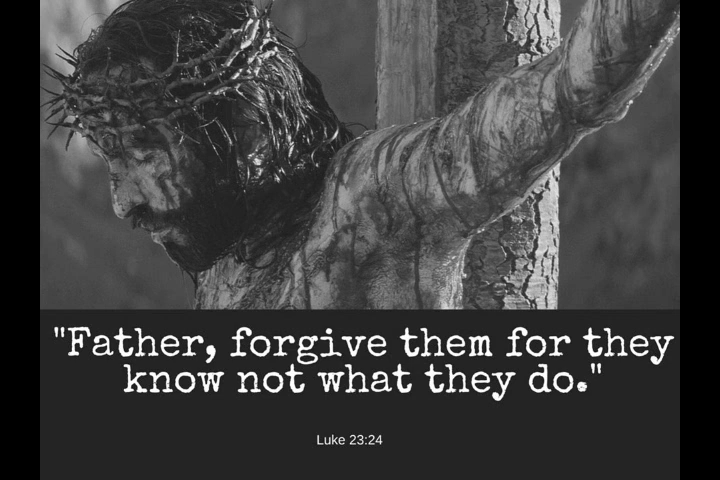 "Father, forgive them for they
know not what they do."
Luke 23:24